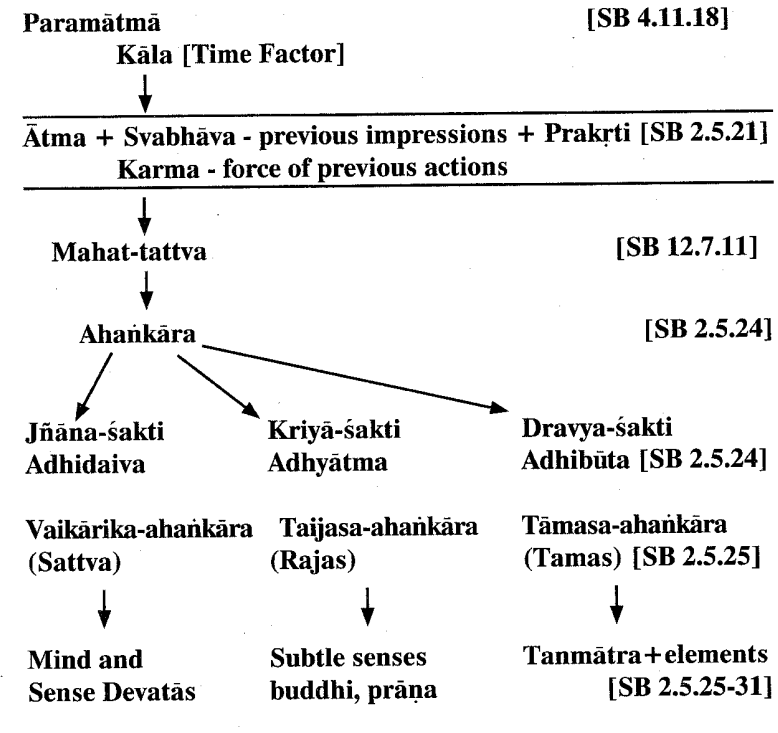 Paramātmā [SB 4.11.18]
Kāla [Time Factor]
Ātma + Svabhāva - previous impressions + Prakṛti [SB 2.5.21]
Karma - force of previous actions
Mahat-tattva [SB 12.7.11]
Ahaṅkāra [SB 2.5.24]
Jñāna-śakti Kriyā-śakti Dravya-śakti
Adhidaiva Adhyātma Adhibūta [SB 2.5.24]
Vaikārika-ahaṅkāra Taijasa-ahaṅkāra Tāmasa-ahaṅkāra
(Sattva) (Rajas) (Tamas) [SB 2.5.25]
Mind and Subtle senses Tanmātra+elements
Sense Devatās buddhi, prāṇa [SB 2.5.25-31]